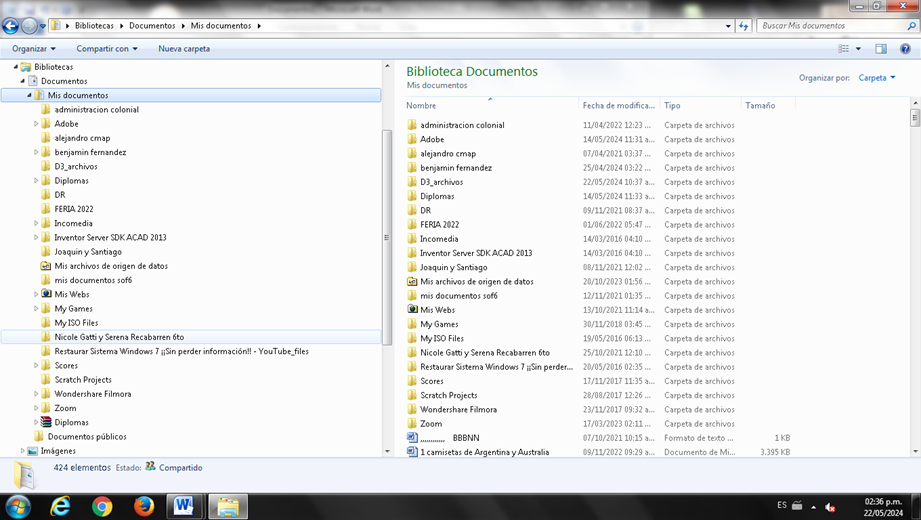 Bibliotecas ▸ Documentos ▸ Mis documentos ▸
Buscar Mis documentos
Organizar Compartir con Nueva carpeta
Bibliotecas
Documentos
Mis documentos
administracion colonial
Adobe
alejandro cmap
benjamin fernandez
D3_archivos
Diplomas
DR
FERIA 2022
Incomedia
Inventor Server SDK ACAD 2013
Joaquin y Santiago
Mis archivos de origen de datos
mis documentos sof6
Mis Webs
My Games
My ISO Files
Nicole Gatti y Serena Recabarren 6to
Restaurar Sistema Windows 7 ¡¡Sin perder información!! - YouTube_files
Scores
Scratch Projects
Wondershare Filmora
Zoom
Diplomas
Documentos públicos
Imágenes
Biblioteca Documentos
Mis documentos
Organizar por: Carpeta
Nombre Fecha de modifica... Tipo Tamaño
administracion colonial 11/04/2022 12:23 ... Carpeta de archivos
Adobe 14/05/2024 11:31 a... Carpeta de archivos
alejandro cmap 07/04/2021 03:37 ... Carpeta de archivos
benjamin fernandez 25/04/2024 03:22 ... Carpeta de archivos
D3_archivos 22/05/2024 10:37 a... Carpeta de archivos
Diplomas 14/05/2024 11:33 a... Carpeta de archivos
DR 09/11/2021 08:37 a... Carpeta de archivos
FERIA 2022 01/06/2022 05:47 ... Carpeta de archivos
Incomedia 14/03/2016 04:10 ... Carpeta de archivos
Inventor Server SDK ACAD 2013 14/03/2016 04:10 ... Carpeta de archivos
Joaquin y Santiago 08/11/2021 12:02 ... Carpeta de archivos
Mis archivos de origen de datos 20/10/2023 01:56 ... Carpeta de archivos
mis documentos sof6 12/11/2021 01:35 ... Carpeta de archivos
Mis Webs 13/10/2021 11:14 a... Carpeta de archivos
My Games 30/11/2018 03:45 ... Carpeta de archivos
My ISO Files 19/05/2016 06:13 ... Carpeta de archivos
Nicole Gatti y Serena Recabarren 6to 25/10/2021 12:10 ... Carpeta de archivos
Restaurar Sistema Windows 7 ¡¡Sin perder... 20/05/2016 02:35 ... Carpeta de archivos
Scores 17/11/2017 11:35 a... Carpeta de archivos
Scratch Projects 28/08/2017 12:26 ... Carpeta de archivos
Wondershare Filmora 23/11/2017 09:32 a... Carpeta de archivos
Zoom 17/03/2023 02:11 ... Carpeta de archivos
,,,,,,,,,,,, BBBNN 07/10/2021 10:15 a... Formato de texto ... 1 KB
1 camisetas de Argentina y Australia 09/11/2022 09:29 a... Documento de Mi... 3.395 KB
424 elementos Estado: Compartido
ES
02:36 p.m.
22/05/2024